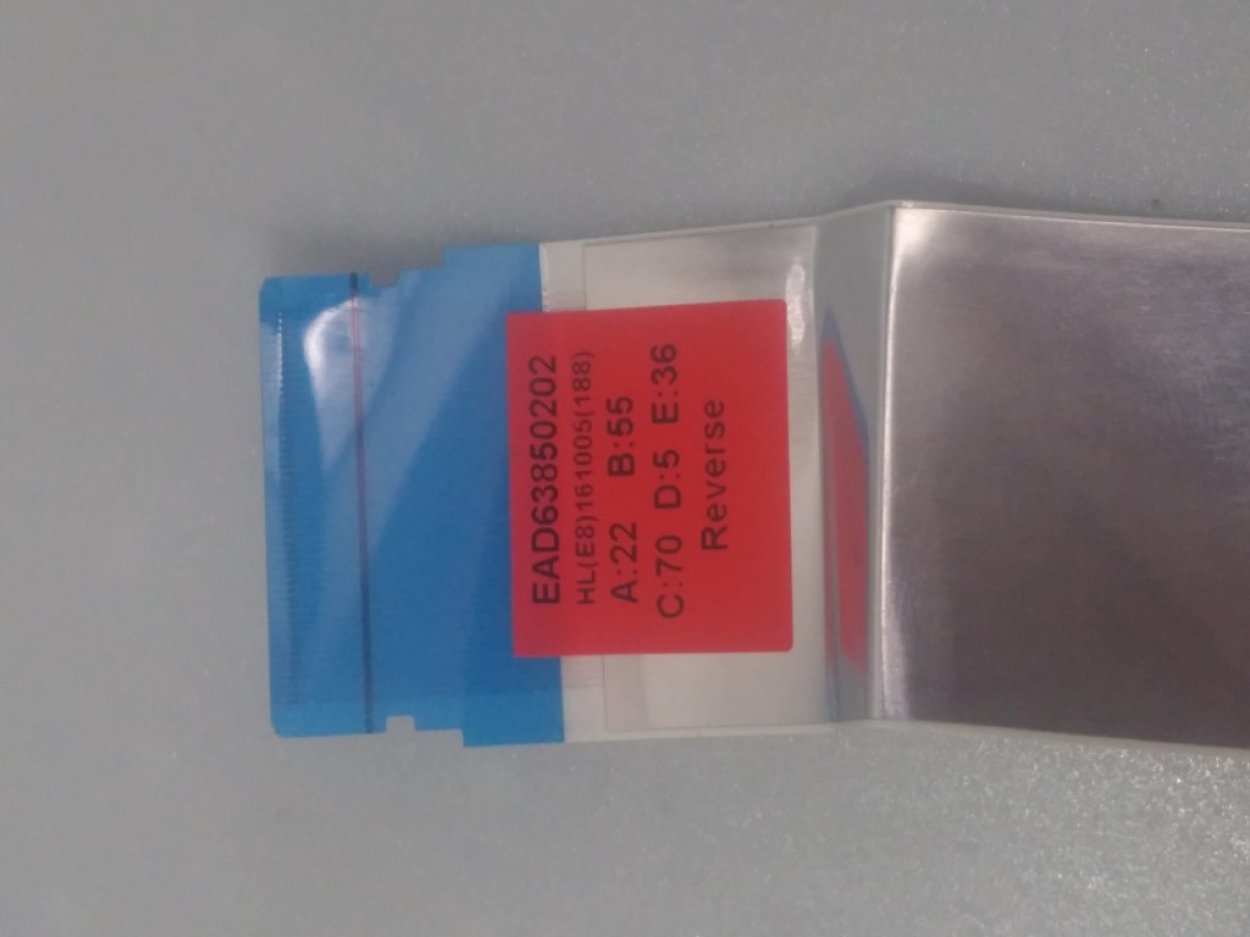 EAD63850202
HL(E8)161005(188)
A:22 B:55
C:70 D:5 E:36
Reverse